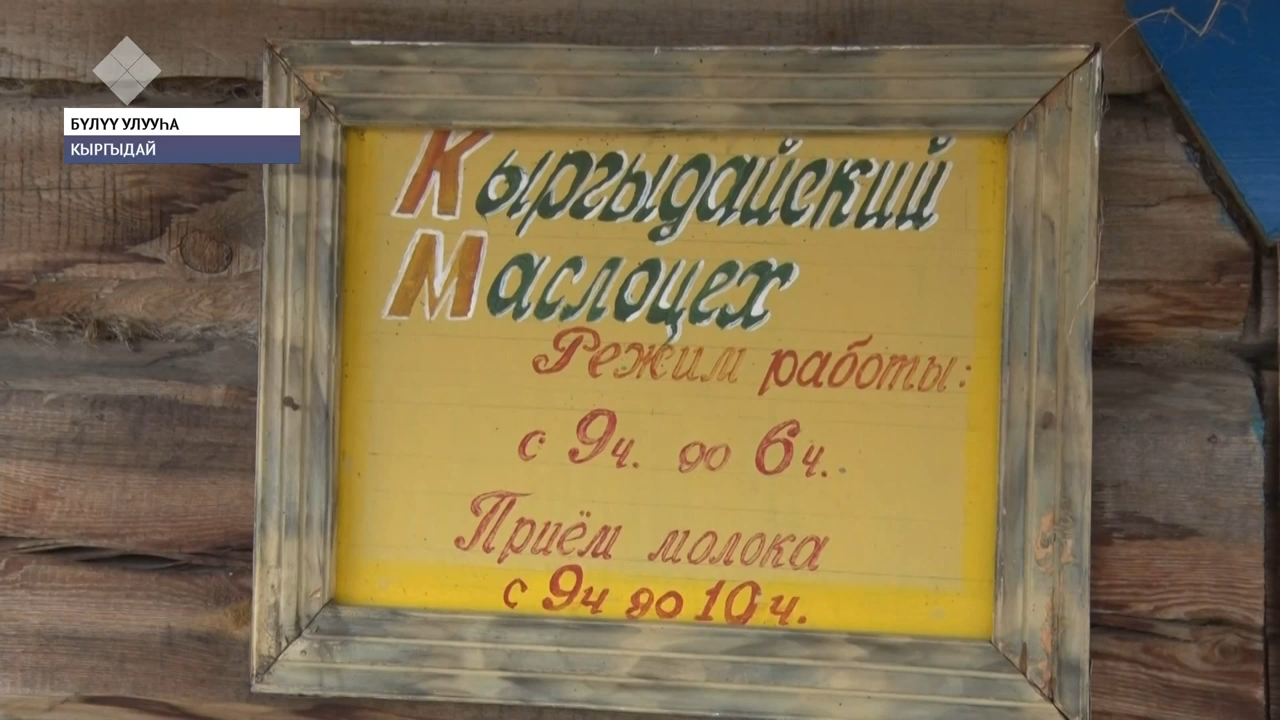 БҮЛҮҮ УЛУУҺА
КЫРГЫДАЙ
Кыргыдайский
Маслоцех
Режим работы:
с 9ч. до 6ч.
Приём молока
с 9ч до 10ч.